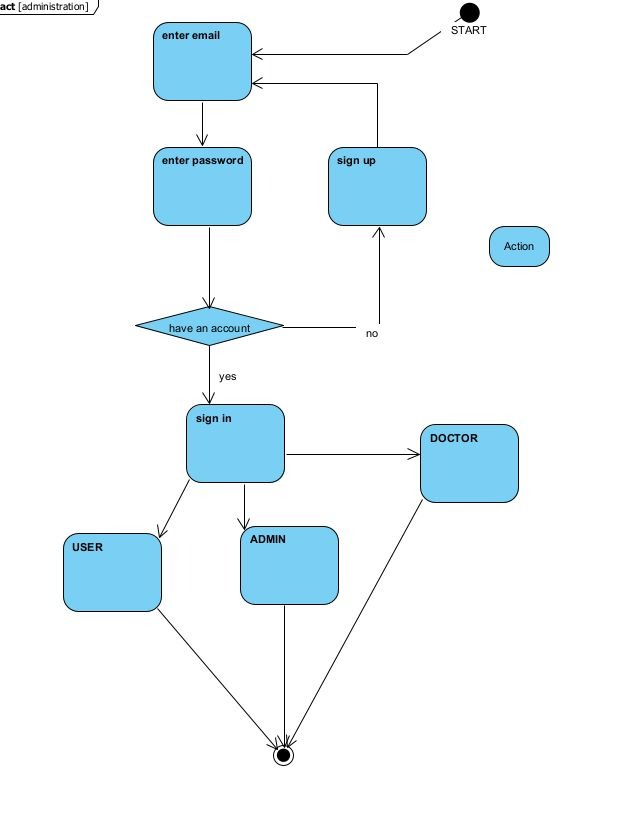 act [administration]
START
enter email
enter password
sign up
Action
have an account
no
yes
sign in
DOCTOR
USER
ADMIN